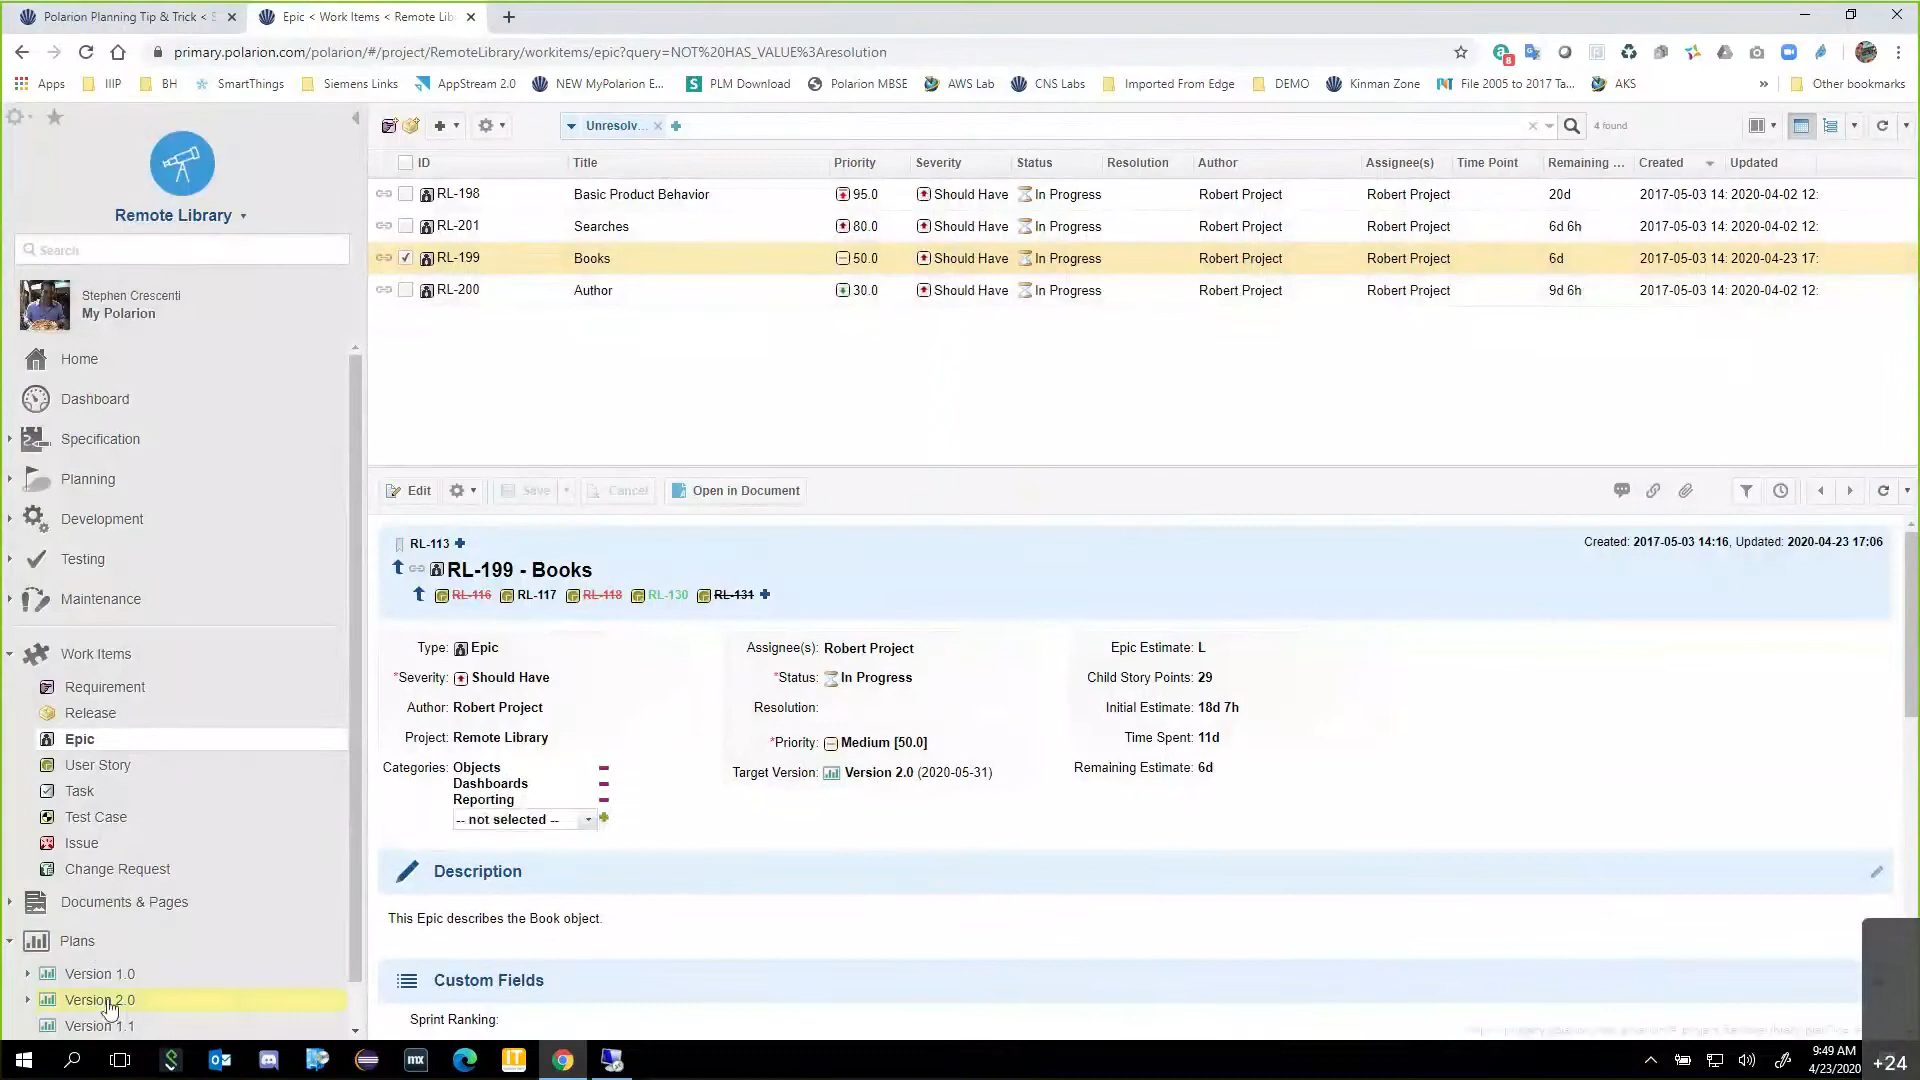 Polarion Planning Tip & Trick < S
Epic < Work Items < Remote Lib
primary.polarion.com/polarion/#/project/RemoteLibrary/workitems/epic?query=NOT%20HAS_VALUE%3Aresolution
8
Apps
IIIP
BH
SmartThings
Siemens Links
AppStream 2.0
NEW MyPolarion E...
PLM Download
Polarion MBSE
AWS Lab
CNS Labs
Imported From Edge
DEMO
Kinman Zone
File 2005 to 2017 Ta...
AKS
»
Other bookmarks
Remote Library
Search
Stephen Crescenti
My Polarion
Home
Dashboard
Specification
Planning
Development
Testing
Maintenance
Work Items
Requirement
Release
Epic
User Story
Task
Test Case
Issue
Change Request
Documents & Pages
Plans
Version 1.0
Version 2.0
Version 1.1
Unresolv...
4 found
ID Title Priority Severity Status Resolution Author Assignee(s) Time Point Remaining ... Created Updated
RL-198 Basic Product Behavior 95.0 Should Have In Progress Robert Project Robert Project 20d 2017-05-03 14: 2020-04-02 12:
RL-201 Searches 80.0 Should Have In Progress Robert Project Robert Project 6d 6h 2017-05-03 14: 2020-04-02 12:
RL-199 Books 50.0 Should Have In Progress Robert Project Robert Project 6d 2017-05-03 14: 2020-04-23 17:
RL-200 Author 30.0 Should Have In Progress Robert Project Robert Project 9d 6h 2017-05-03 14: 2020-04-02 12:
Edit
Save
Cancel
Open in Document
RL-113
Created: 2017-05-03 14:16, Updated: 2020-04-23 17:06
RL-199 - Books
RL-116 RL-117 RL-118 RL-130 RL-131
Type: Epic
*Severity: Should Have
Author: Robert Project
Project: Remote Library
Categories: Objects
Dashboards
Reporting
-- not selected --
Assignee(s): Robert Project
*Status: In Progress
Resolution:
*Priority: Medium [50.0]
Target Version: Version 2.0 (2020-05-31)
Epic Estimate: L
Child Story Points: 29
Initial Estimate: 18d 7h
Time Spent: 11d
Remaining Estimate: 6d
Description
This Epic describes the Book object.
Custom Fields
Sprint Ranking:
mx
IT
9:49 AM
4/23/2020
+24